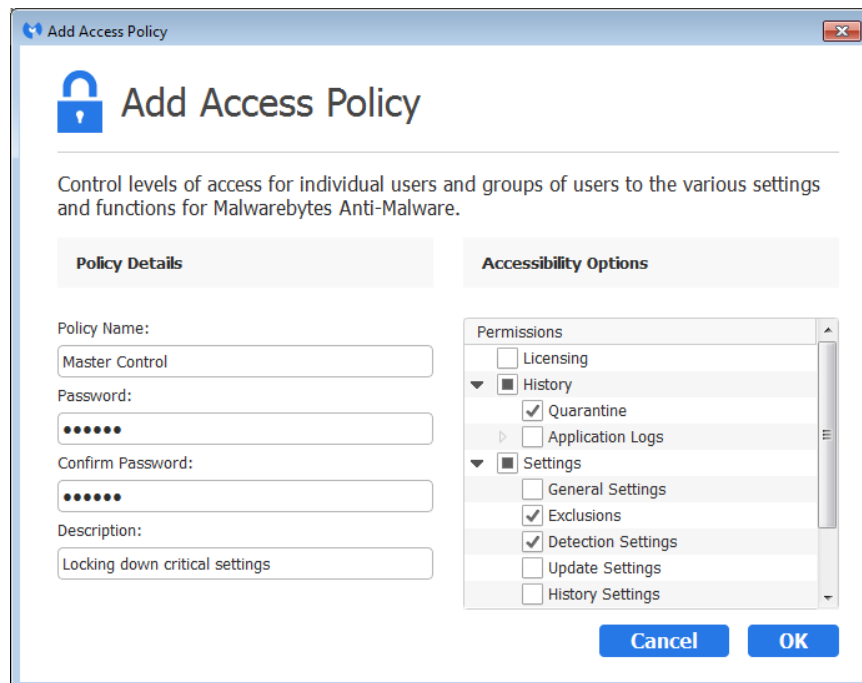 Add Access Policy
Add Access Policy
Control levels of access for individual users and groups of users to the various settings
and functions for Malwarebytes Anti-Malware.
Policy Details
Policy Name:
Master Control
Password:
••••••
Confirm Password:
••••••
Description:
Locking down critical settings
Accessibility Options
Permissions
Licensing
History
Quarantine
Application Logs
Settings
General Settings
Exclusions
Detection Settings
Update Settings
History Settings
Cancel
OK